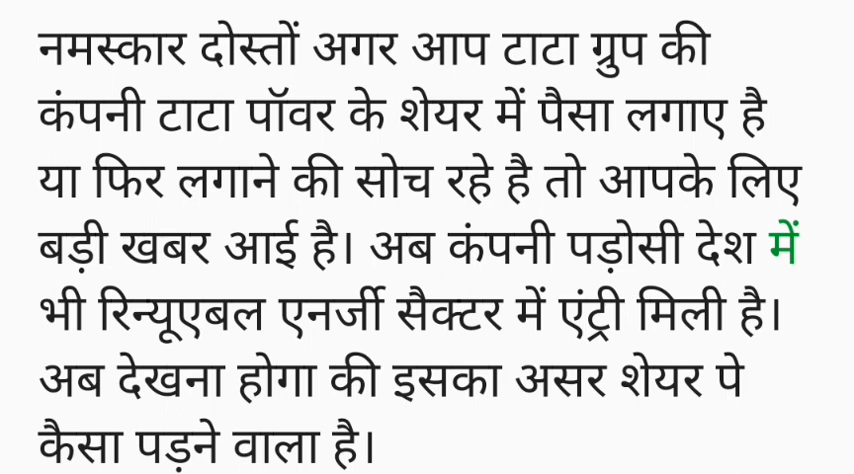 नमस्कार दोस्तों अगर आप टाटा ग्रुप की
कंपनी टाटा पॉवर के शेयर में पैसा लगाए है
या फिर लगाने की सोच रहे है तो आपके लिए
बड़ी खबर आई है। अब कंपनी पड़ोसी देश में
भी रिन्यूएबल एनर्जी सैक्टर में एंट्री मिली है।
अब देखना होगा की इसका असर शेयर पे
कैसा पड़ने वाला है।